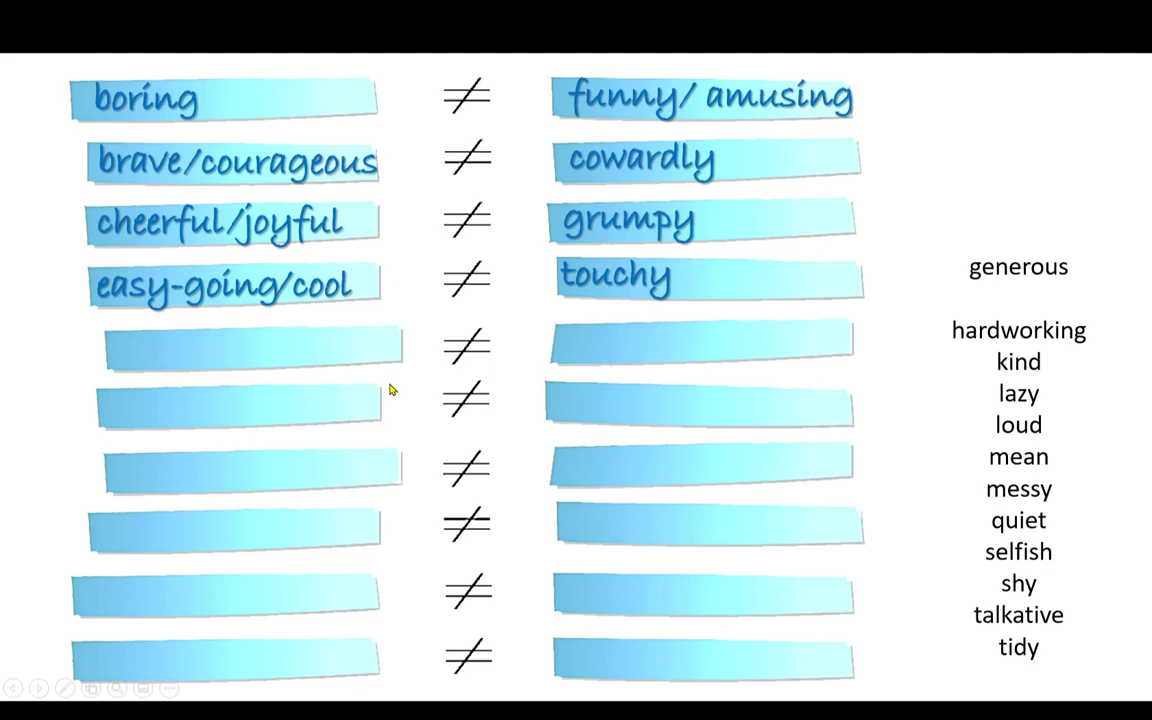 boring ≠ funny/ amusing
brave/courageous ≠ cowardly
cheerful/joyful ≠ grumpy
easy-going/cool ≠ touchy
≠
≠
≠
≠
≠
≠
generous
hardworking
kind
lazy
loud
mean
messy
quiet
selfish
shy
talkative
tidy